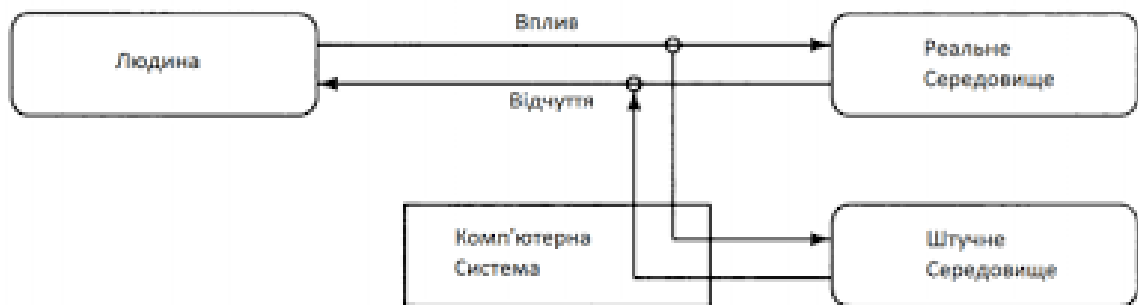 Вплив
Людина
Реальне
Середовище
Відчуття
Комп'ютерна
Система
Штучне
Середовище